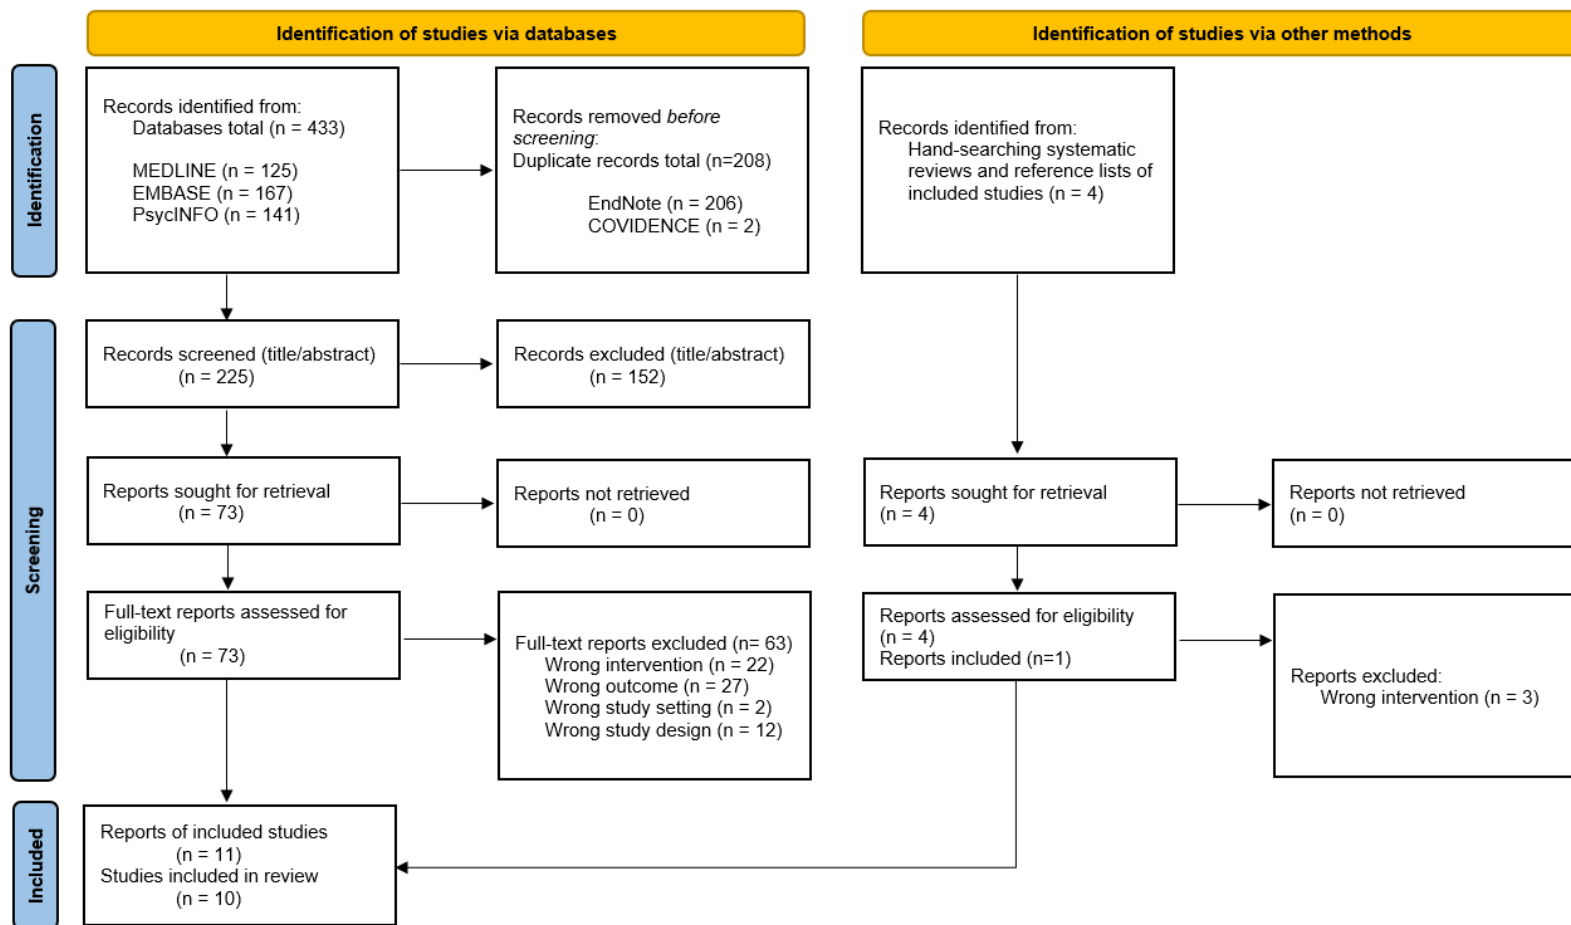 Identification of studies via databases
Identification of studies via other methods
Identification
Records identified from:
Databases total (n = 433)
MEDLINE (n = 125)
EMBASE (n = 167)
PsycINFO (n = 141)
Records removed before
screening:
Duplicate records total (n=208)
EndNote (n = 206)
COVIDENCE (n = 2)
Records identified from:
Hand-searching systematic
reviews and reference lists of
included studies (n = 4)
Screening
Records screened (title/abstract)
(n = 225)
Records excluded (title/abstract)
(n = 152)
Reports sought for retrieval
(n = 73)
Reports not retrieved
(n = 0)
Reports sought for retrieval
(n = 4)
Reports not retrieved
(n = 0)
Full-text reports assessed for
eligibility
(n = 73)
Full-text reports excluded (n= 63)
Wrong intervention (n = 22)
Wrong outcome (n = 27)
Wrong study setting (n = 2)
Wrong study design (n = 12)
Reports assessed for eligibility
(n = 4)
Reports included (n=1)
Reports excluded:
Wrong intervention (n = 3)
Included
Reports of included studies
(n = 11)
Studies included in review
(n = 10)